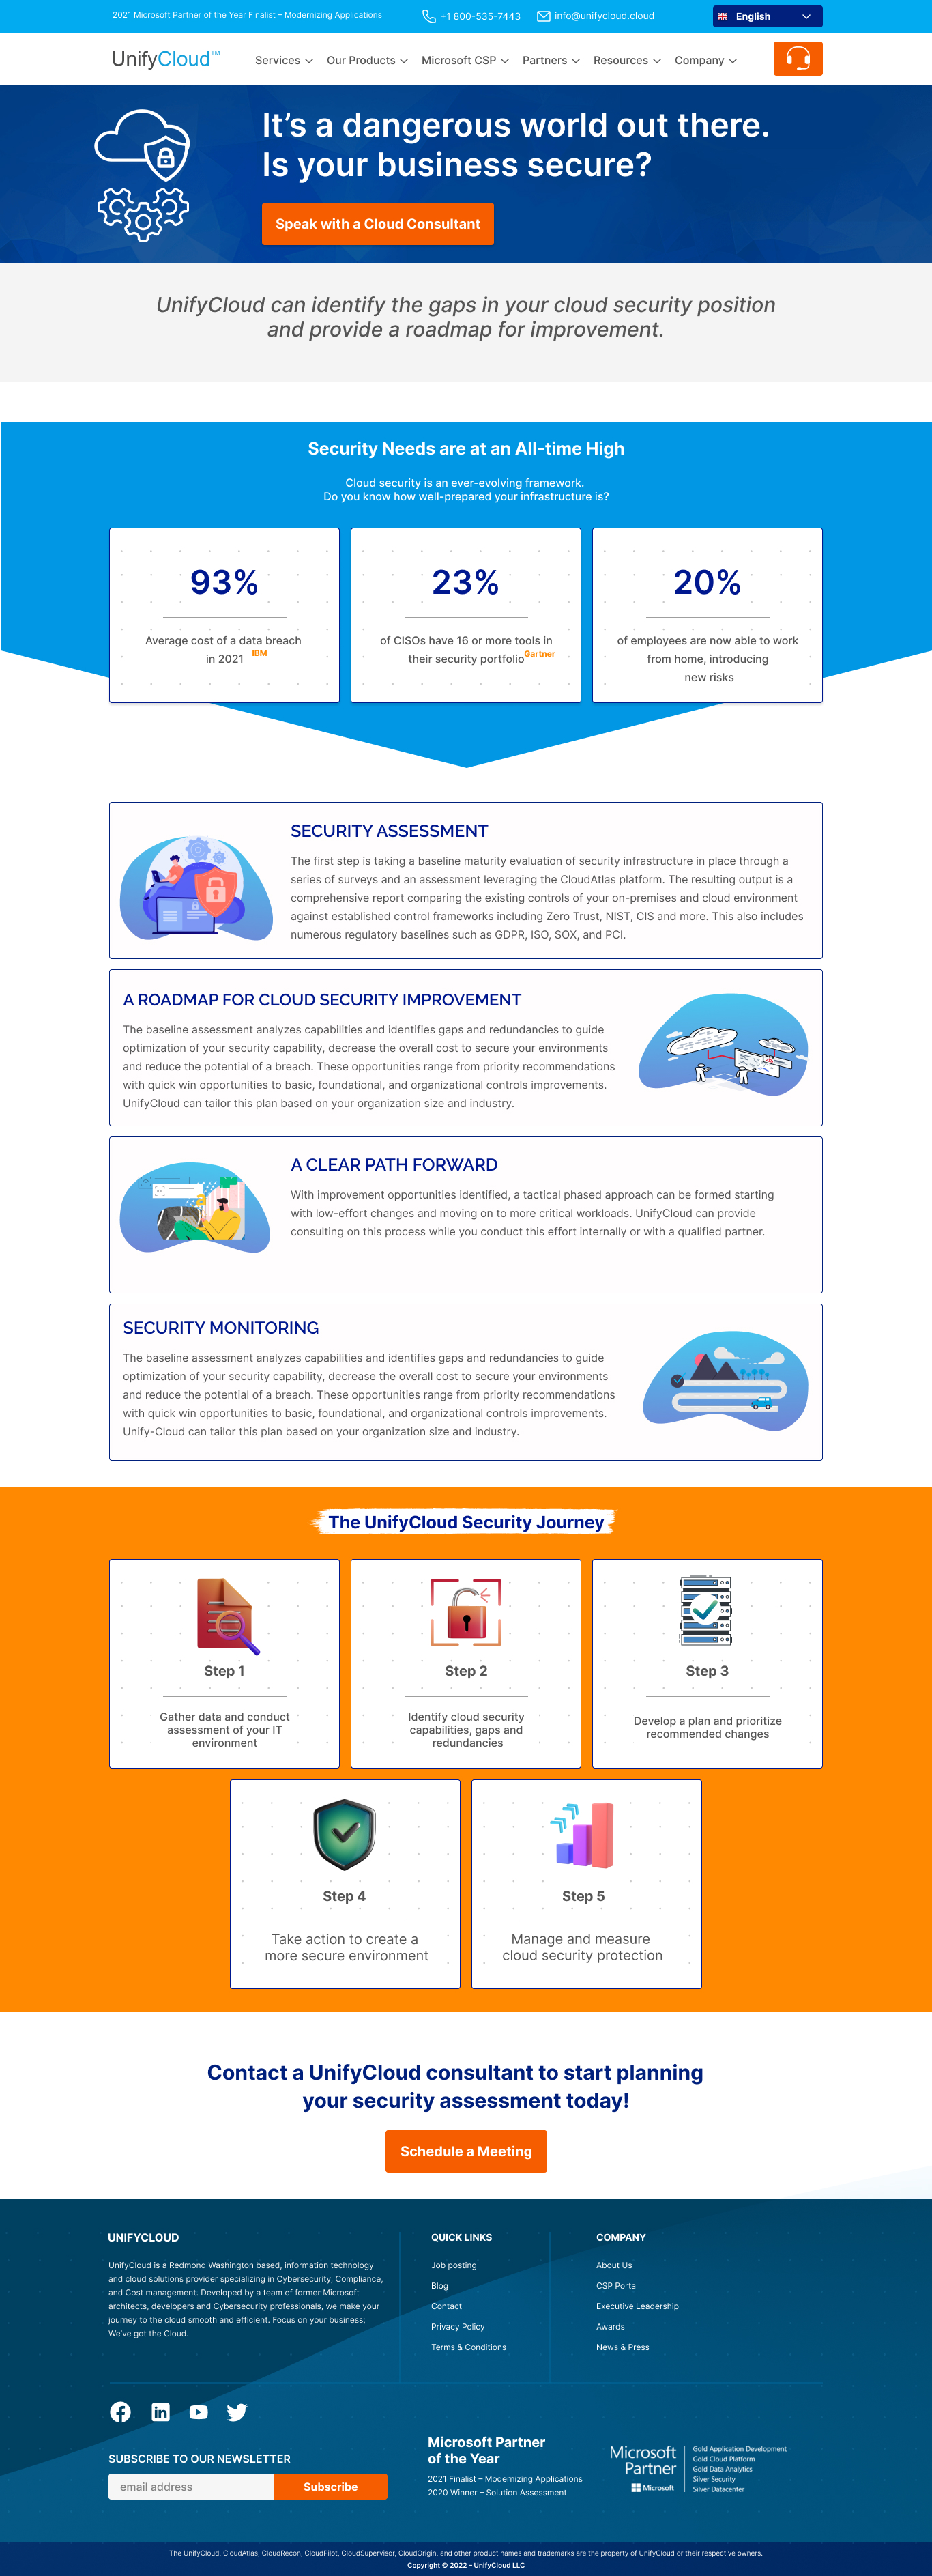 2021 Microsoft Partner of the Year Finalist – Modernizing Applications
+1 800-535-7443
info@unifycloud.cloud
English
UnifyCloud™
Services
Our Products
Microsoft CSP
Partners
Resources
Company
It's a dangerous world out there.
Is your business secure?
Speak with a Cloud Consultant
UnifyCloud can identify the gaps in your cloud security position
and provide a roadmap for improvement.
Security Needs are at an All-time High
Cloud security is an ever-evolving framework.
Do you know how well-prepared your infrastructure is?
93%
Average cost of a data breach
in 2021 IBM
23%
of CISOs have 16 or more tools in
their security portfolio Gartner
20%
of employees are now able to work
from home, introducing
new risks
SECURITY ASSESSMENT
The first step is taking a baseline maturity evaluation of security infrastructure in place through a
series of surveys and an assessment leveraging the CloudAtlas platform. The resulting output is a
comprehensive report comparing the existing controls of your on-premises and cloud environment
against established control frameworks including Zero Trust, NIST, CIS and more. This also includes
numerous regulatory baselines such as GDPR, ISO, SOX, and PCI.
A ROADMAP FOR CLOUD SECURITY IMPROVEMENT
The baseline assessment analyzes capabilities and identifies gaps and redundancies to guide
optimization of your security capability, decrease the overall cost to secure your environments
and reduce the potential of a breach. These opportunities range from priority recommendations
with quick win opportunities to basic, foundational, and organizational controls improvements.
UnifyCloud can tailor this plan based on your organization size and industry.
A CLEAR PATH FORWARD
With improvement opportunities identified, a tactical phased approach can be formed starting
with low-effort changes and moving on to more critical workloads. UnifyCloud can provide
consulting on this process while you conduct this effort internally or with a qualified partner.
SECURITY MONITORING
The baseline assessment analyzes capabilities and identifies gaps and redundancies to guide
optimization of your security capability, decrease the overall cost to secure your environments
and reduce the potential of a breach. These opportunities range from priority recommendations
with quick win opportunities to basic, foundational, and organizational controls improvements.
Unify-Cloud can tailor this plan based on your organization size and industry.
The UnifyCloud Security Journey
Step 1
Gather data and conduct
assessment of your IT
environment
Step 2
Identify cloud security
capabilities, gaps and
redundancies
Step 3
Develop a plan and prioritize
recommended changes
Step 4
Take action to create a
more secure environment
Step 5
Manage and measure
cloud security protection
Contact a UnifyCloud consultant to start planning
your security assessment today!
Schedule a Meeting
UNIFYCLOUD
UnifyCloud is a Redmond Washington based, information technology
and cloud solutions provider specializing in Cybersecurity, Compliance,
and Cost management. Developed by a team of former Microsoft
architects, developers and Cybersecurity professionals, we make your
journey to the cloud smooth and efficient. Focus on your business;
We've got the Cloud.
QUICK LINKS
Job posting
Blog
Contact
Privacy Policy
Terms & Conditions
COMPANY
About Us
CSP Portal
Executive Leadership
Awards
News & Press
SUBSCRIBE TO OUR NEWSLETTER
email address
Subscribe
Microsoft Partner
of the Year
2021 Finalist – Modernizing Applications
2020 Winner – Solution Assessment
Microsoft
Partner
Microsoft
Gold Application Development
Gold Cloud Platform
Gold Data Analytics
Silver Security
Silver Datacenter
The UnifyCloud, CloudAtlas, CloudRecon, CloudPilot, CloudSupervisor, CloudOrigin, and other product names and trademarks are the property of UnifyCloud or their respective owners.
Copyright © 2022 – UnifyCloud LLC